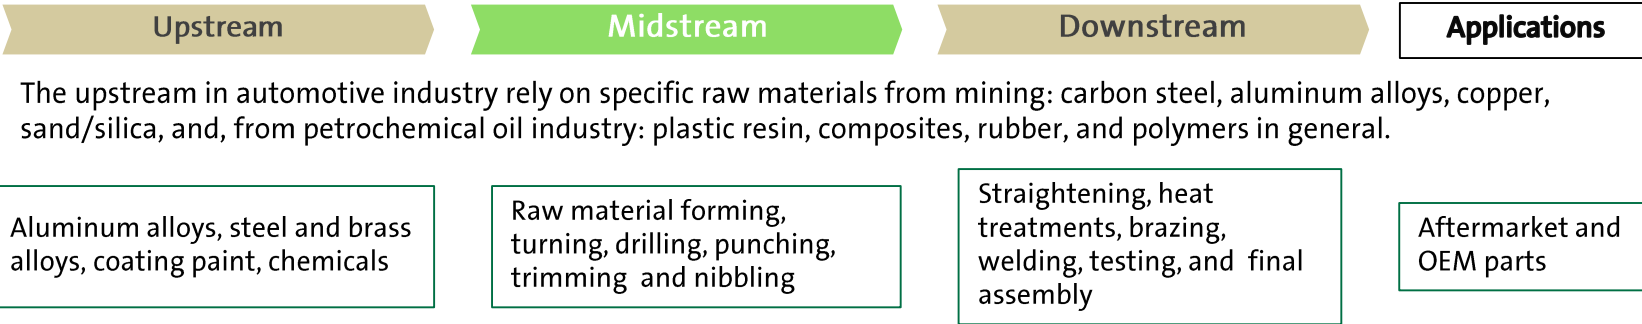 Upstream
Midstream
Downstream
Applications
The upstream in automotive industry rely on specific raw materials from mining: carbon steel, aluminum alloys, copper,
sand/silica, and, from petrochemical oil industry: plastic resin, composites, rubber, and polymers in general.
Aluminum alloys, steel and brass
alloys, coating paint, chemicals
Raw material forming,
turning, drilling, punching,
trimming and nibbling
Straightening, heat
treatments, brazing,
welding, testing, and final
assembly
Aftermarket and
OEM parts